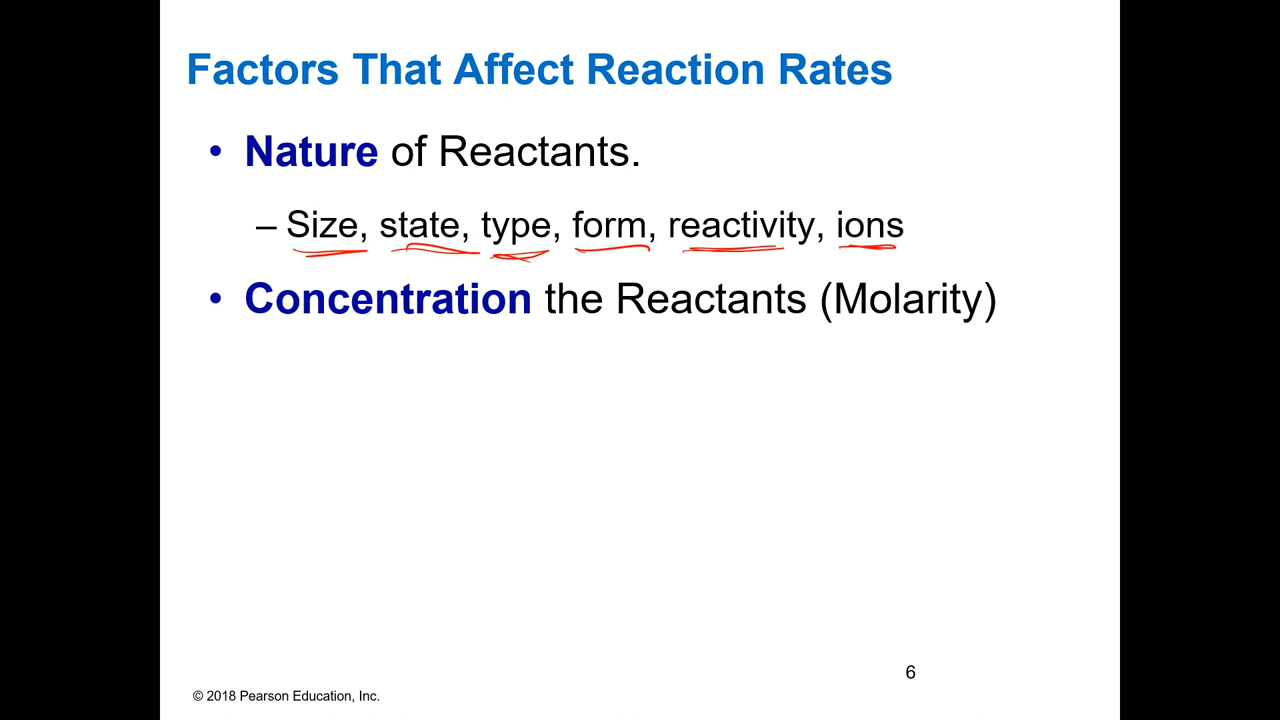 Factors That Affect Reaction Rates
• Nature of Reactants.
– Size, state, type, form, reactivity, ions
• Concentration the Reactants (Molarity)
6
© 2018 Pearson Education, Inc.